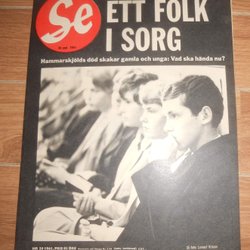 Se
ETT FOLK
I SORG
Hammarskjölds död skakar gamla och unga: Vad ska hända nu?